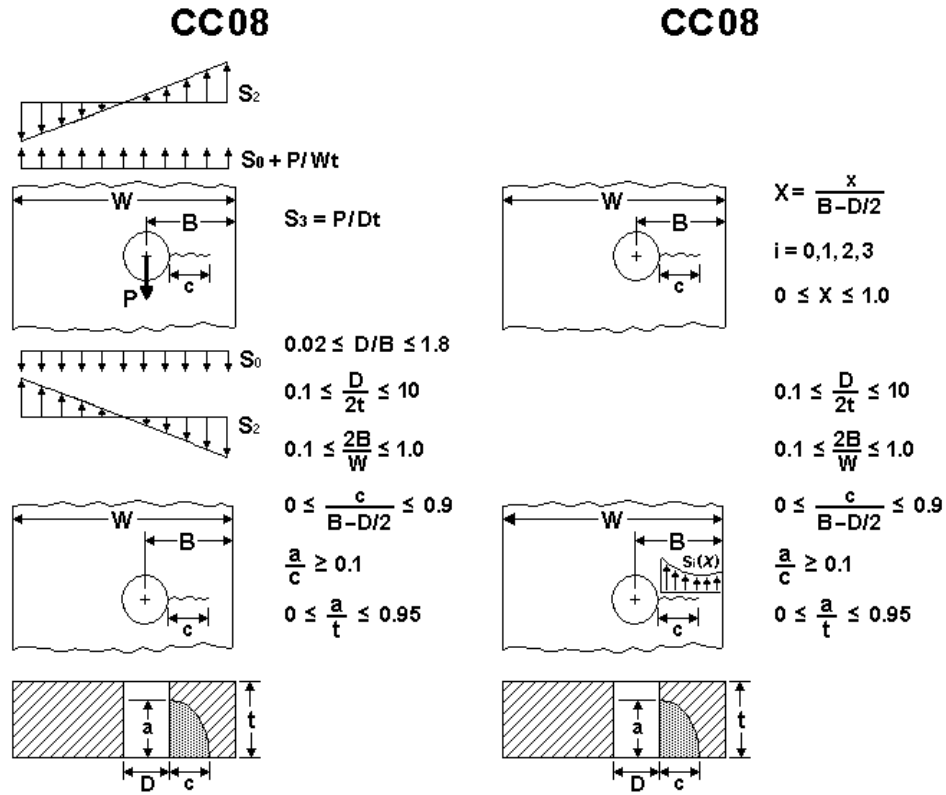 CC08
S2
S0 + P/Wt
W
B
S3 = P/Dt
c
P
S0
0.02 ≤ D/B ≤ 1.8
0.1 ≤ D/2t ≤ 10
S2
0.1 ≤ 2B/W ≤ 1.0
W
0 ≤ c/(B–D/2) ≤ 0.9
B
a/c ≥ 0.1
c
0 ≤ a/t ≤ 0.95
a
t
D
c
CC08
X = x/(B–D/2)
W
B
i = 0,1,2,3
c
0 ≤ X ≤ 1.0
0.1 ≤ D/2t ≤ 10
0.1 ≤ 2B/W ≤ 1.0
W
0 ≤ c/(B–D/2) ≤ 0.9
B
Si(X)
a/c ≥ 0.1
c
0 ≤ a/t ≤ 0.95
a
t
D
c